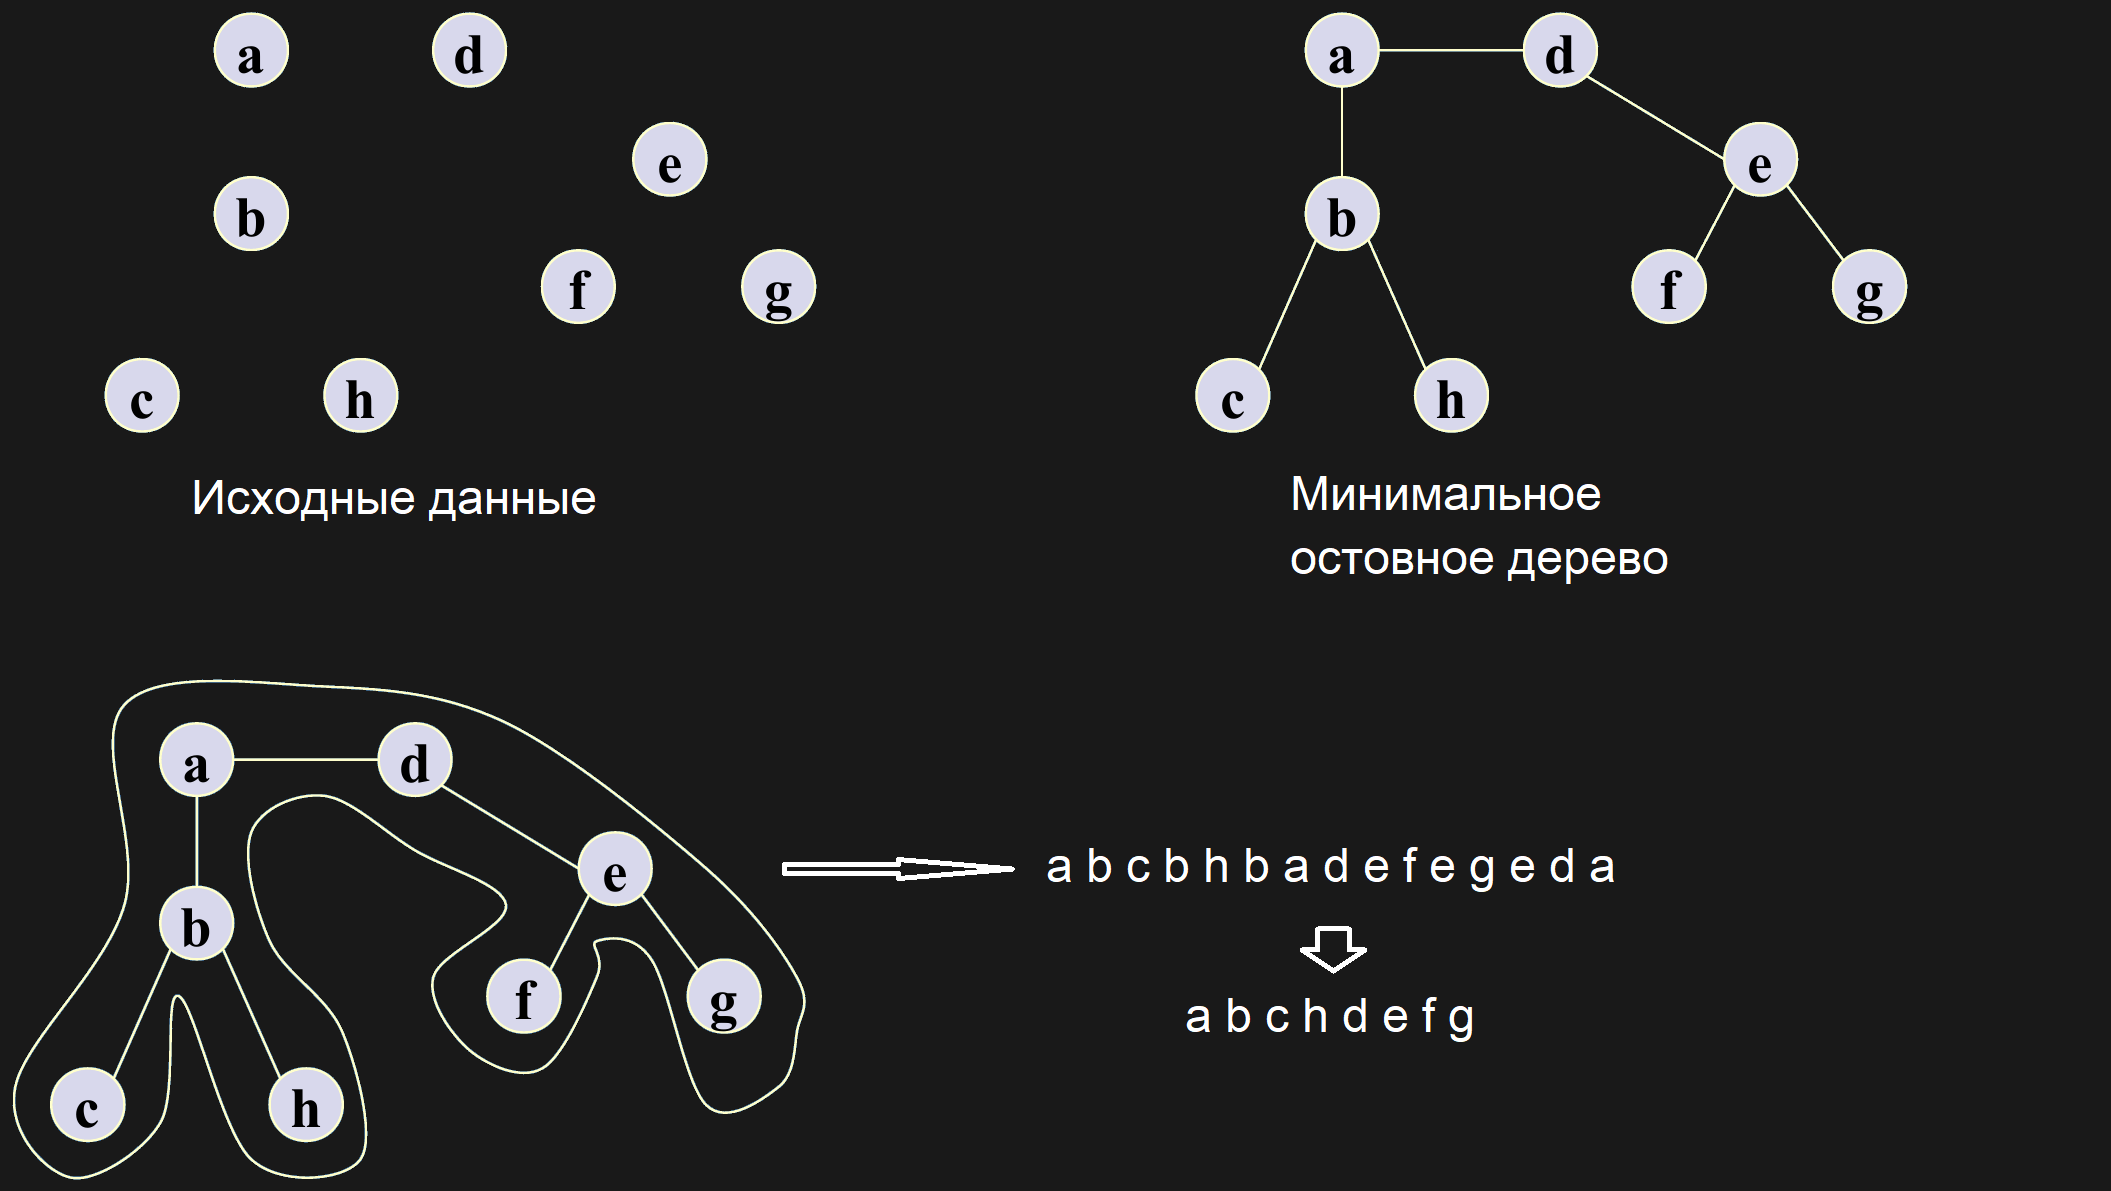 a d
e
b
f g
c h
Исходные данные
a d
e
b
f g
c h
Минимальное
остовное дерево
a d
e
b
f g
c h
a b c b h b a d e f e g e d a
a b c h d e f g